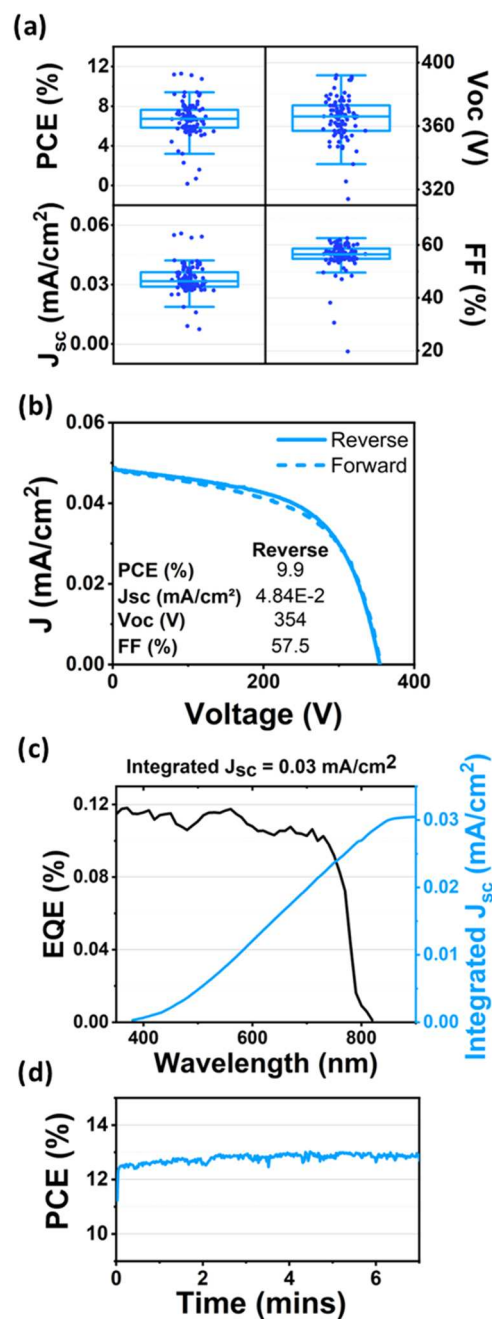 (a)
PCE (%)
12
8
4
0
Voc (V)
400
360
340
Jsc (mA/cm²)
0.06
0.03
0.00
FF (%)
60
40
20
(b)
J (mA/cm²)
0.06
0.04
0.02
0.00
Reverse
Forward
Reverse
PCE (%) 9.9
Jsc (mA/cm²) 4.84E-2
Voc (V) 354
FF (%) 57.5
0 200 400
Voltage (V)
(c)
Integrated Jsc = 0.03 mA/cm²
EQE (%)
0.12
0.08
0.04
0.00
Integrated Jsc (mA/cm²)
0.03
0.02
0.01
0.00
400 600 800
Wavelength (nm)
(d)
PCE (%)
14
12
10
0 2 4 6
Time (mins)